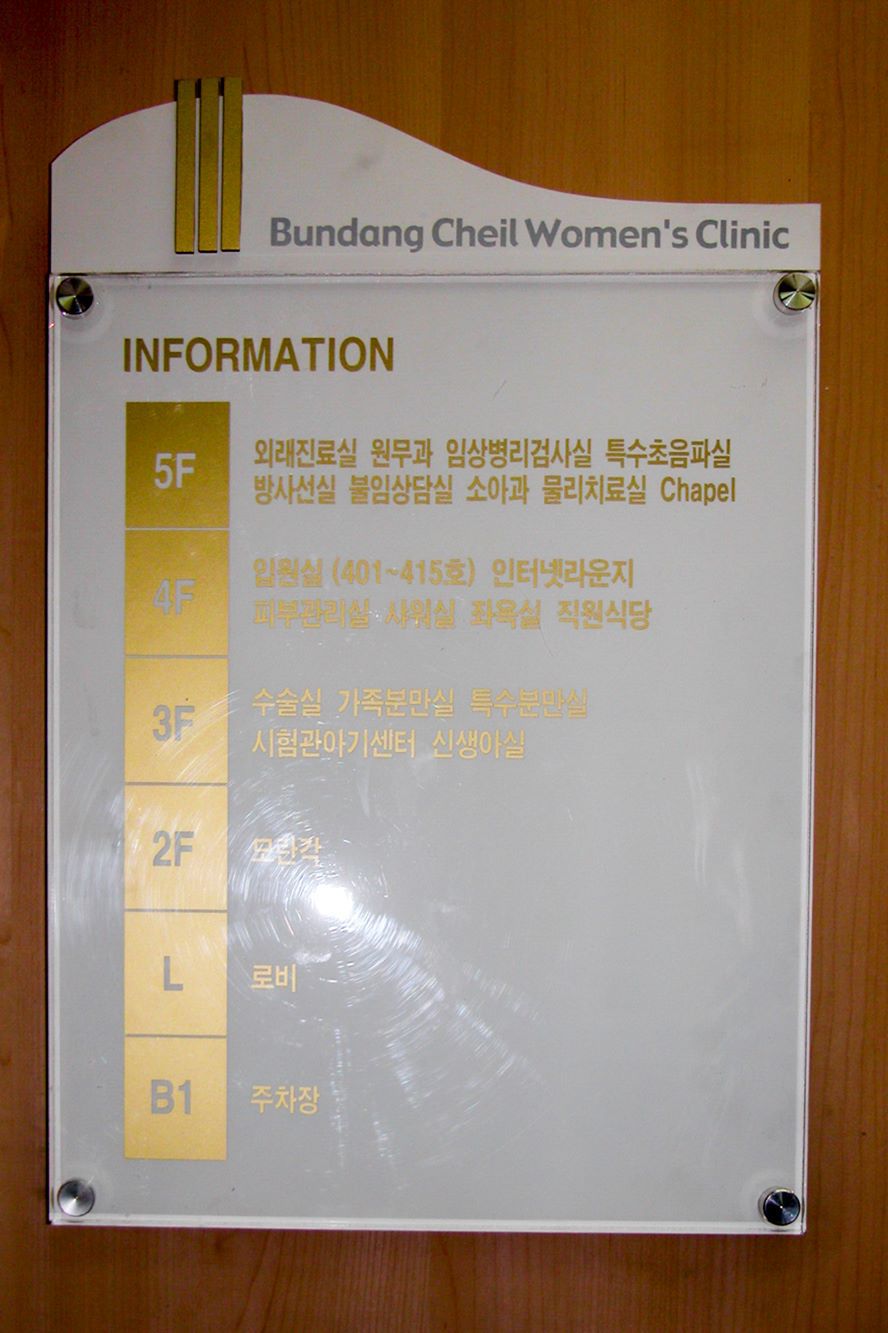 Bundang Cheil Women's Clinic
INFORMATION
5F
외래진료실 원무과 임상병리검사실 특수초음파실
방사선실 불임상담실 소아과 물리치료실 Chapel
4F
입원실 (401~415호) 인터넷라운지
피부관리실 샤워실 좌욕실 직원식당
3F
수술실 가족분만실 특수분만실
시험관아기센터 신생아실
2F
모란각
L
로비
B1
주차장